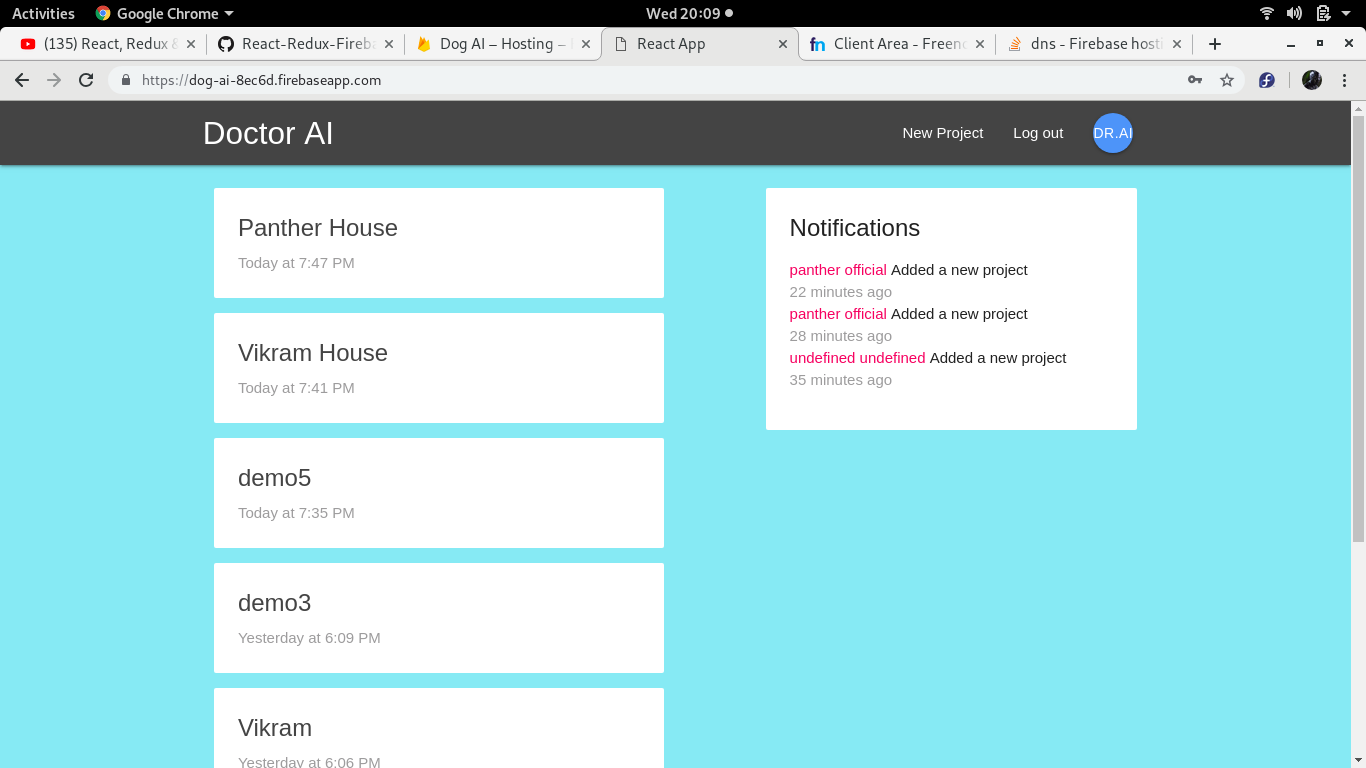 Activities Google Chrome Wed 20:09
(135) React, Redux & React-Redux-Fireba Dog AI – Hosting – React App Client Area - Freen dns - Firebase hosti
https://dog-ai-8ec6d.firebaseapp.com
Doctor AI New Project Log out DR.AI
Panther House
Today at 7:47 PM
Vikram House
Today at 7:41 PM
demo5
Today at 7:35 PM
demo3
Yesterday at 6:09 PM
Vikram
Yesterday at 6:06 PM
Notifications
panther official Added a new project
22 minutes ago
panther official Added a new project
28 minutes ago
undefined undefined Added a new project
35 minutes ago